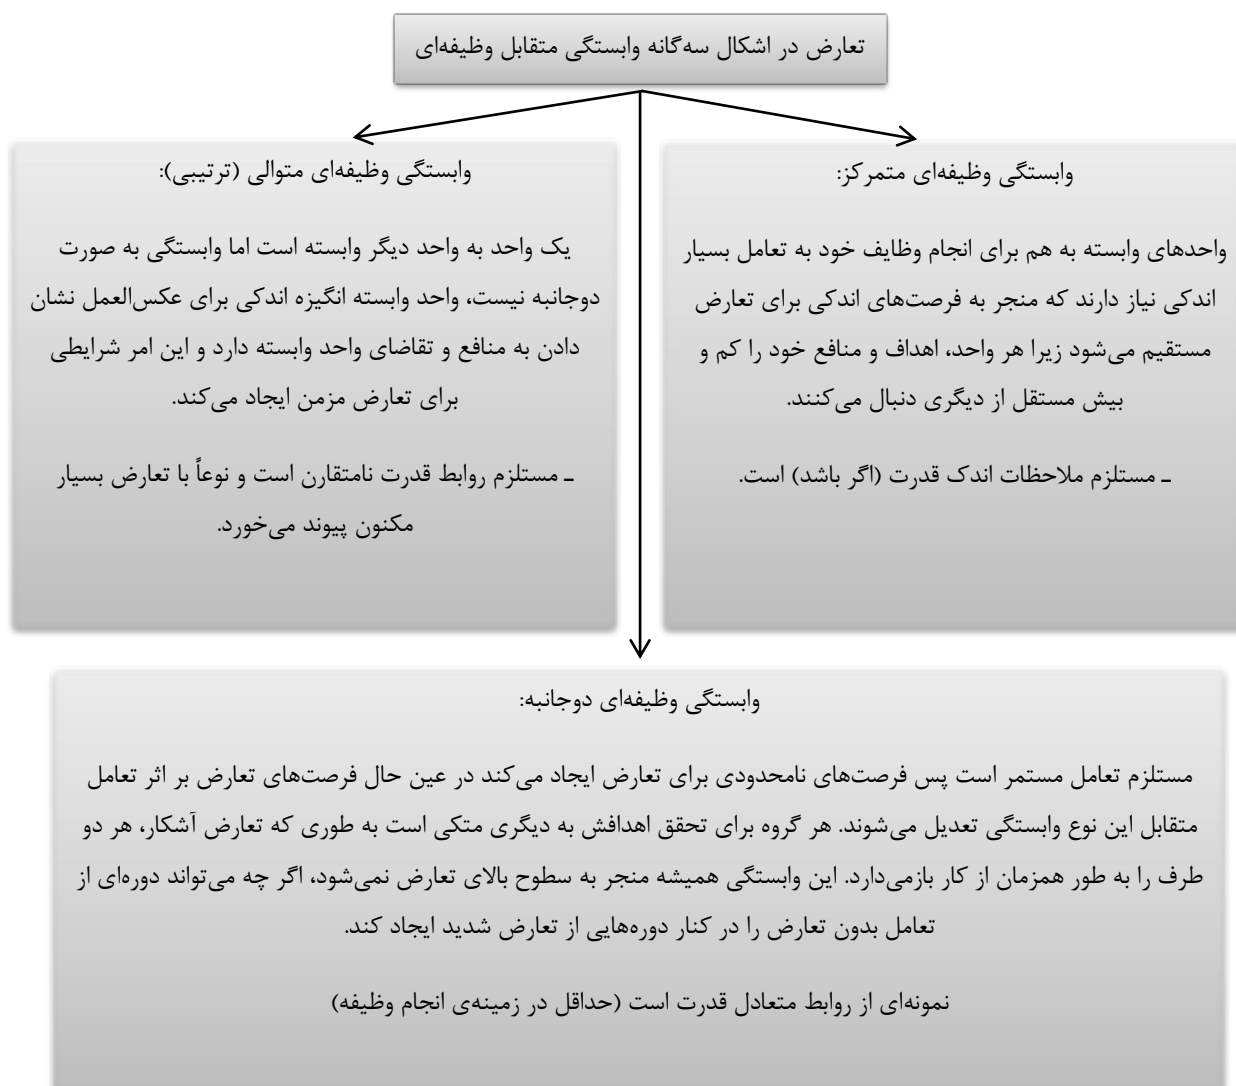 تعارض در اشکال سه‌گانه وابستگی متقابل وظیفه‌ای
وابستگی وظیفه‌ای متمرکز:
واحدهای وابسته به هم برای انجام وظایف خود به تعامل بسیار
اندکی نیاز دارند که منجر به فرصت‌های اندکی برای تعارض
مستقیم می‌شود زیرا هر واحد، اهداف و منافع خود را کم و
بیش مستقل از دیگری دنبال می‌کنند.
ـ مستلزم ملاحظات اندک قدرت (اگر باشد) است.
وابستگی وظیفه‌ای متوالی (ترتیبی):
یک واحد به واحد دیگر وابسته است اما وابستگی به صورت
دوجانبه نیست، واحد وابسته انگیزه اندکی برای عکس‌العمل نشان
دادن به منافع و تقاضای واحد وابسته دارد و این امر شرایطی
برای تعارض مزمن ایجاد می‌کند.
ـ مستلزم روابط قدرت نامتقارن است و نوعاً با تعارض بسیار
مکنون پیوند می‌خورد.
وابستگی وظیفه‌ای دوجانبه:
مستلزم تعامل مستمر است پس فرصت‌های نامحدودی برای تعارض ایجاد می‌کند در عین حال فرصت‌های تعارض بر اثر تعامل
متقابل این نوع وابستگی تعدیل می‌شوند. هر گروه برای تحقق اهدافش به دیگری متکی است به طوری که تعارض آشکار، هر دو
طرف را به طور همزمان از کار بازمی‌دارد. این وابستگی همیشه منجر به سطوح بالای تعارض نمی‌شود، اگر چه می‌تواند دوره‌ای از
تعامل بدون تعارض را در کنار دوره‌هایی از تعارض شدید ایجاد کند.
نمونه‌ای از روابط متعادل قدرت است (حداقل در زمینه‌ی انجام وظیفه)